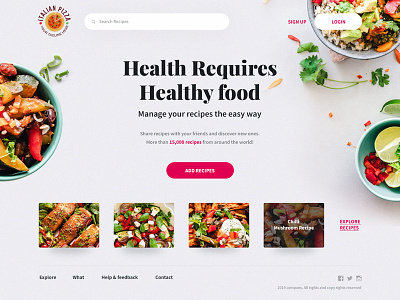 ITALIAN PIZZA
Search Recipes
SIGN UP
LOGIN
Health Requires
Healthy food
Manage your recipes the easy way
Share recipes with your friends and discover new ones.
More than 15,000 recipes from around the world!
ADD RECIPES
Chilli
Mushroom Recipe
EXPLORE
RECIPES
Explore
What
Help & feedback
Contact
company. All rights and copy rights reserved